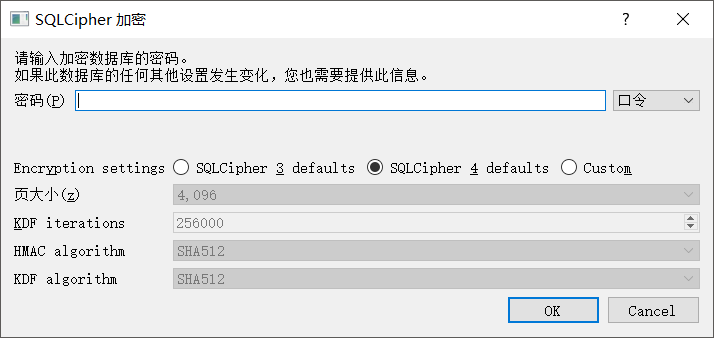 SQLCipher 加密
请输入加密数据库的密码。
如果此数据库的任何其他设置发生变化，您也需要提供此信息。
密码(P) 口令
Encryption settings SQLCipher 3 defaults SQLCipher 4 defaults Custom
页大小(z) 4,096
KDF iterations 256000
HMAC algorithm SHA512
KDF algorithm SHA512
OK Cancel